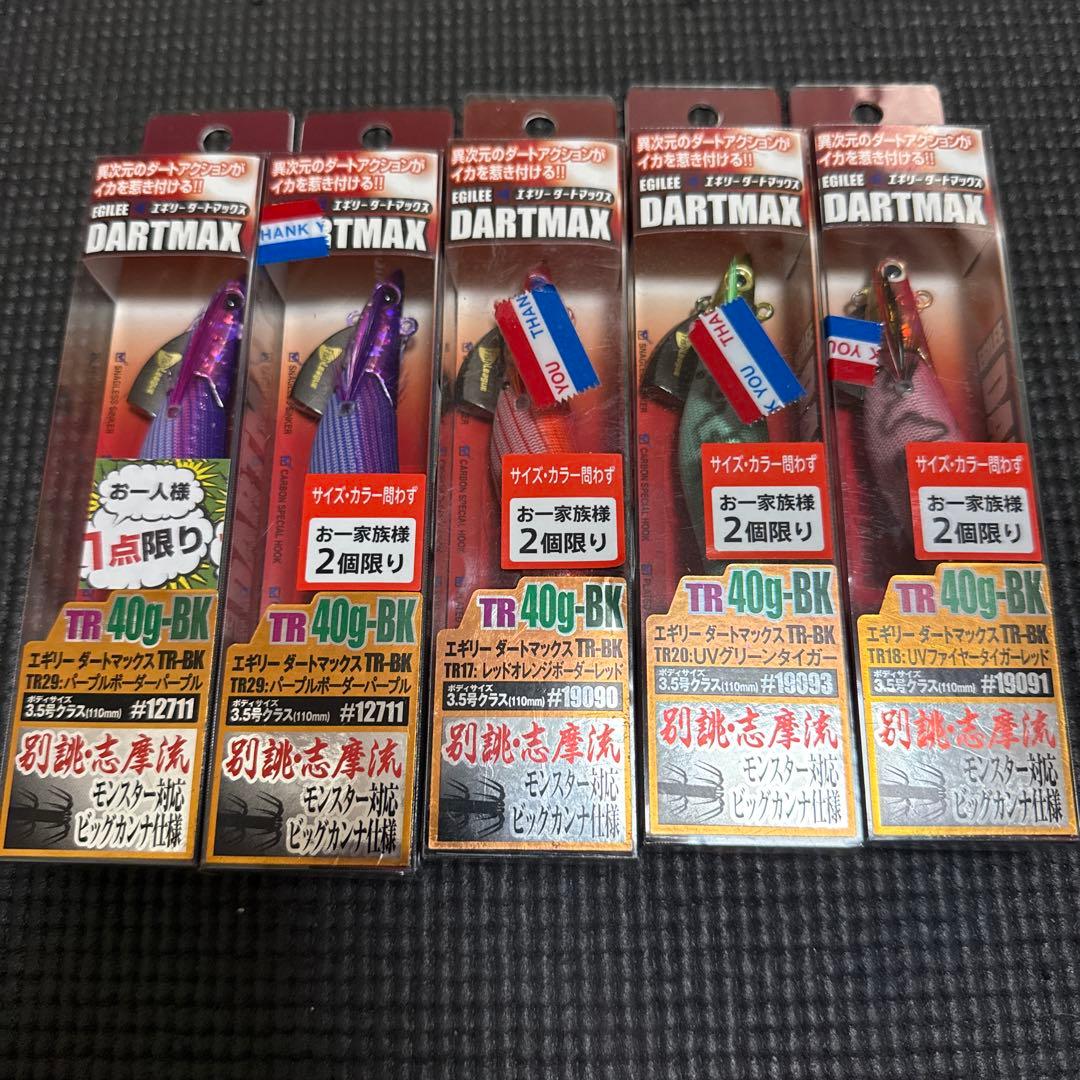 異次元のダートアクションが
イカを惹き付ける!!
EGILEE エギリーダートマックス
DARTMAX
SNAGLESS SINKER
お一人様
1点限り
TR 40g-BK
エギリー ダートマックス TR-BK
TR29:パープルボーダーパープル
ボディサイズ
3.5号クラス(110mm) #12711
別誂・志摩流
モンスター対応
ビッグカンナ仕様
異次元のダートアクションが
イカを惹き付ける!!
エギリーダートマックス
HANK Y
RTMAX
League
SNAGLESS SINKER
CARBON SPECIAL HOOK
サイズ・カラー問わず
お一家族様
2個限り
TR 40g-BK
エギリー ダートマックス TR-BK
TR29:パープルボーダーパープル
ボディサイズ
3.5号クラス(110mm) #12711
別誂・志摩流
モンスター対応
ビッグカンナ仕様
異次元のダートアクションが
イカを惹き付ける!!
EGILEE エギリーダートマックス
DARTMAX
THAN
YOU
CARBON SPECIAL HOOK
サイズ・カラー問わず
お一家族様
2個限り
TR 40g-BK
エギリー ダートマックス TR-BK
TR17:レッドオレンジボーダーレッド
ボディサイズ
3.5号クラス(110mm) #19090
別誂・志摩流
モンスター対応
ビッグカンナ仕様
異次元のダートアクションが
イカを惹き付ける!!
EGILEE エギリーダートマックス
DARTMAX
THA
K YOU
サイズ・カラー問わず
お一家族様
2個限り
TR 40g-BK
エギリー ダートマックス TR-BK
TR20:UVグリーンタイガー
ボディサイズ
3.5号クラス(110mm) #19093
別誂・志摩流
モンスター対応
ビッグカンナ仕様
異次元のダートアクションが
イカを惹き付ける!!
EGILEE エギリーダートマックス
DARTMAX
K YOU
サイズ・カラー問わず
お一家族様
2個限り
TR 40g-BK
エギリー ダートマックス TR-BK
TR18:UVファイヤータイガーレッド
ボディサイズ
3.5号クラス(110mm) #19091
別誂・志摩流
モンスター対応
ビッグカンナ仕様